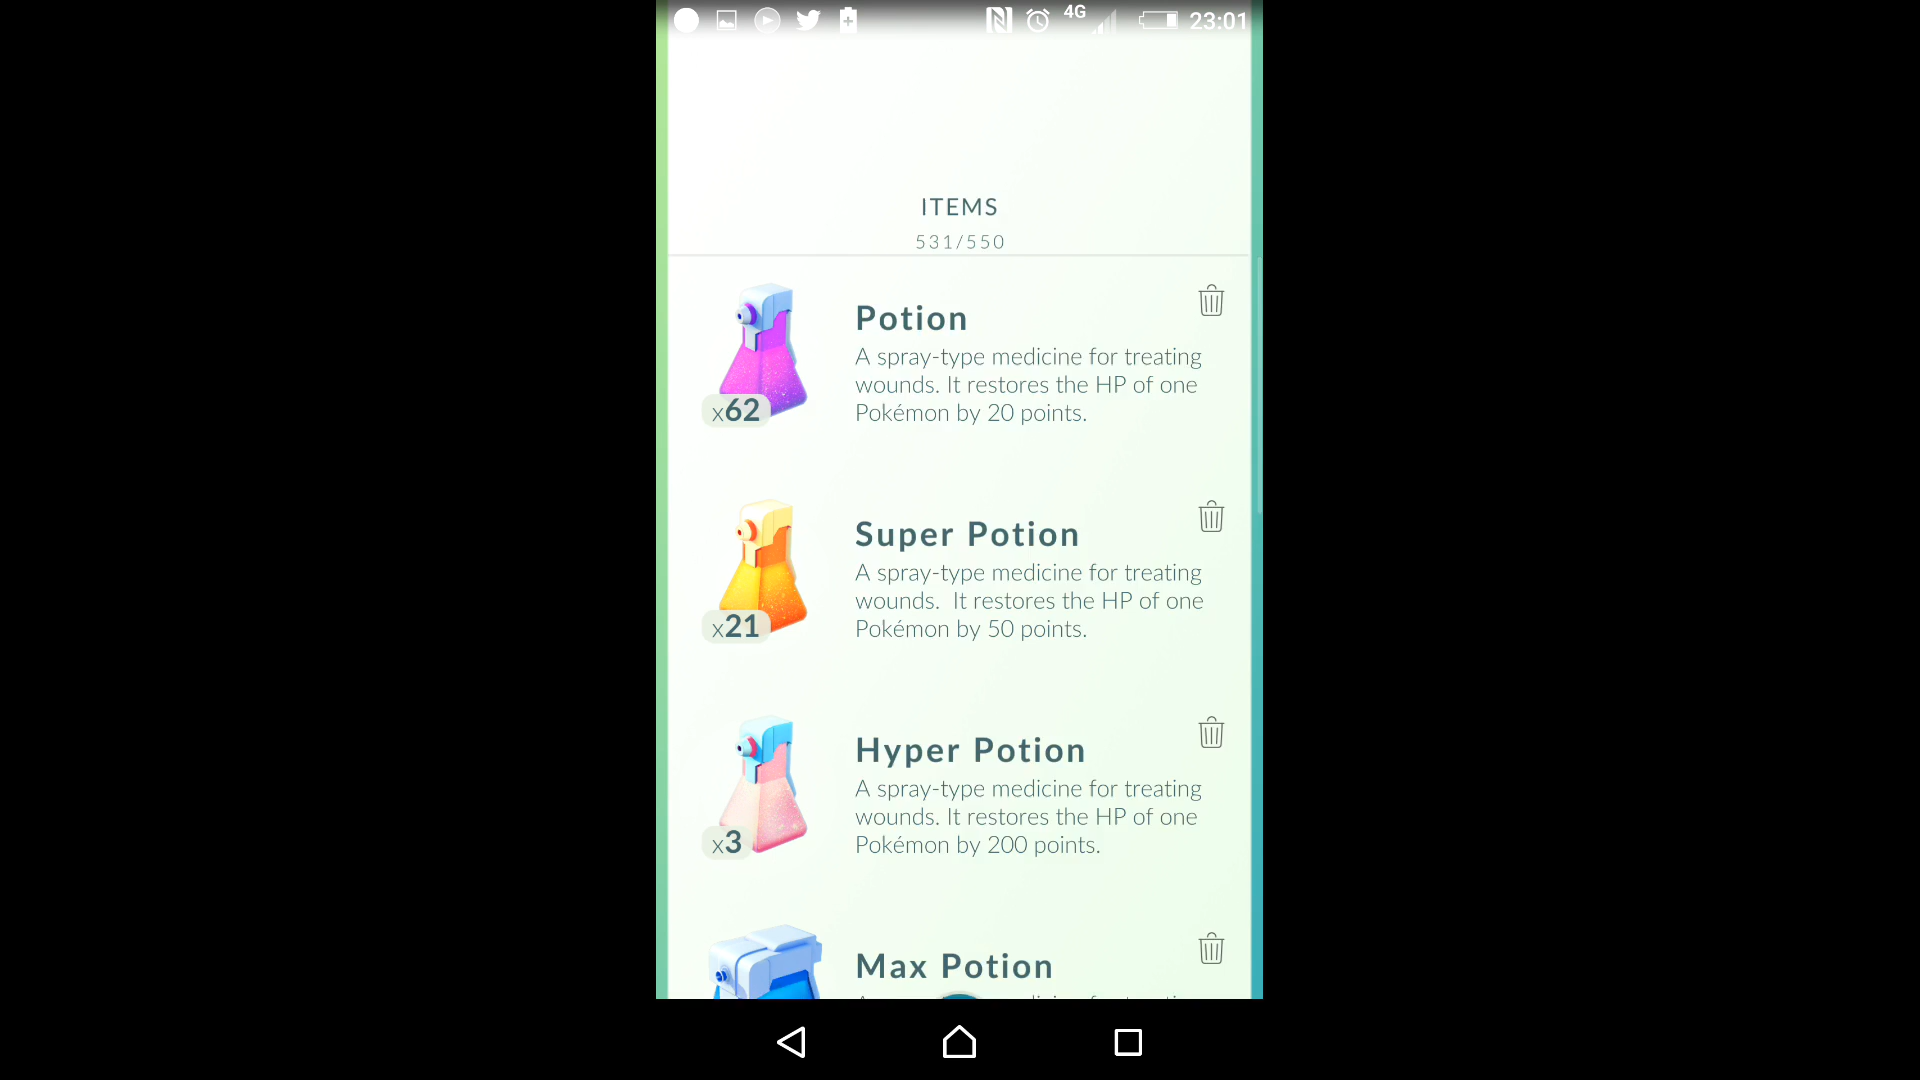 4G
23:01
ITEMS
531/550
Potion
A spray-type medicine for treating
wounds. It restores the HP of one
Pokémon by 20 points.
x62
Super Potion
A spray-type medicine for treating
wounds.  It restores the HP of one
Pokémon by 50 points.
x21
Hyper Potion
A spray-type medicine for treating
wounds. It restores the HP of one
Pokémon by 200 points.
x3
Max Potion